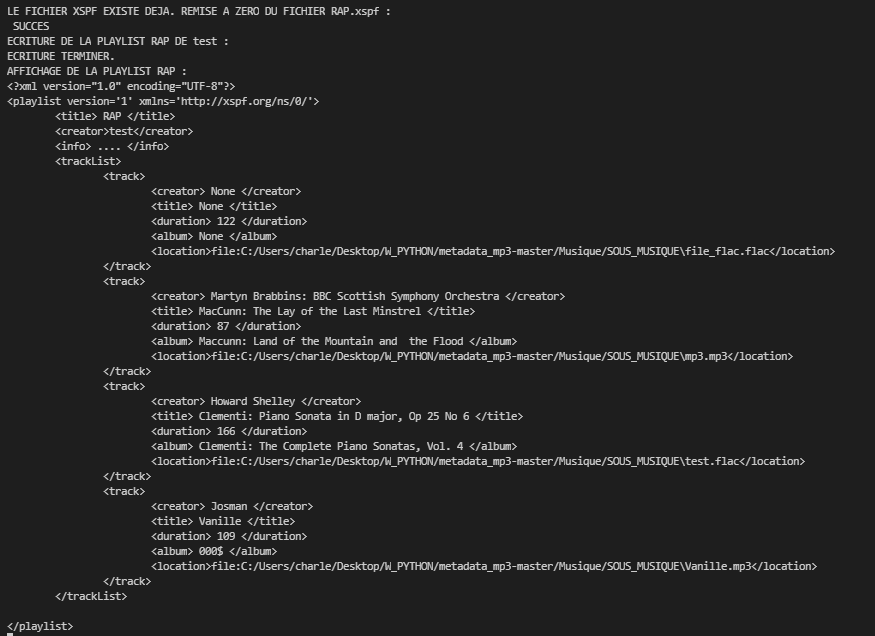 LE FICHIER XSPF EXISTE DEJA. REMISE A ZERO DU FICHIER RAP.xspf :
 SUCCES
ECRITURE DE LA PLAYLIST RAP DE test :
ECRITURE TERMINER.
AFFICHAGE DE LA PLAYLIST RAP :
<?xml version="1.0" encoding="UTF-8"?>
<playlist version='1' xmlns='http://xspf.org/ns/0/'>
        <title> RAP </title>
        <creator>test</creator>
        <info> .... </info>
        <trackList>
                <track>
                        <creator> None </creator>
                        <title> None </title>
                        <duration> 122 </duration>
                        <album> None </album>
                        <location>file:C:/Users/charle/Desktop/W_PYTHON/metadata_mp3-master/Musique/SOUS_MUSIQUE\file_flac.flac</location>
                </track>
                <track>
                        <creator> Martyn Brabbins: BBC Scottish Symphony Orchestra </creator>
                        <title> MacCunn: The Lay of the Last Minstrel </title>
                        <duration> 87 </duration>
                        <album> Maccunn: Land of the Mountain and  the Flood </album>
                        <location>file:C:/Users/charle/Desktop/W_PYTHON/metadata_mp3-master/Musique/SOUS_MUSIQUE\mp3.mp3</location>
                </track>
                <track>
                        <creator> Howard Shelley </creator>
                        <title> Clementi: Piano Sonata in D major, Op 25 No 6 </title>
                        <duration> 166 </duration>
                        <album> Clementi: The Complete Piano Sonatas, Vol. 4 </album>
                        <location>file:C:/Users/charle/Desktop/W_PYTHON/metadata_mp3-master/Musique/SOUS_MUSIQUE\test.flac</location>
                </track>
                <track>
                        <creator> Josman </creator>
                        <title> Vanille </title>
                        <duration> 109 </duration>
                        <album> 000$ </album>
                        <location>file:C:/Users/charle/Desktop/W_PYTHON/metadata_mp3-master/Musique/SOUS_MUSIQUE\Vanille.mp3</location>
                </track>
        </trackList>

</playlist>